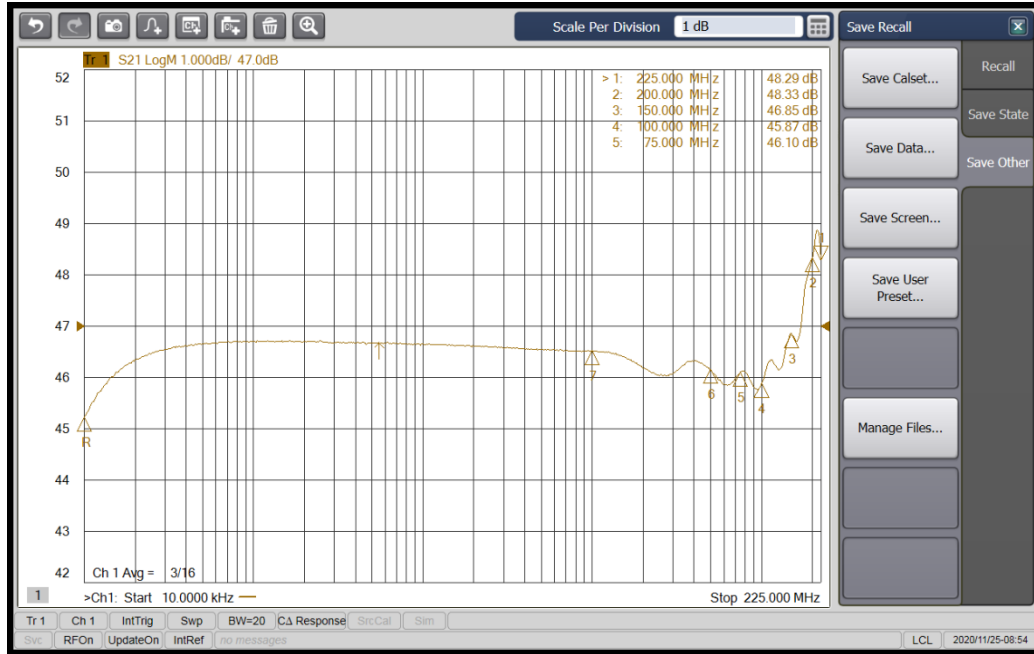 Scale Per Division 1 dB
Save Recall
Tr 1 S21 LogM 1.000dB/ 47.0dB
> 1: 225.000 MHz 48.29 dB
2: 200.000 MHz 48.33 dB
3: 150.000 MHz 46.85 dB
4: 100.000 MHz 45.87 dB
5: 75.000 MHz 46.10 dB
52
51
50
49
48
47
46
45
44
43
42
1
2
3
4
5
6
7
R
Ch 1 Avg = 3/16
1
>Ch1: Start 10.0000 kHz
Stop 225.000 MHz
Save Calset...
Save Data...
Save Screen...
Save User
Preset...
Manage Files...
Recall
Save State
Save Other
Tr 1 Ch 1 IntTrig Swp BW=20 CΔ Response SrcCal Sim
Svc RFOn UpdateOn IntRef no messages LCL 2020/11/25-08:54